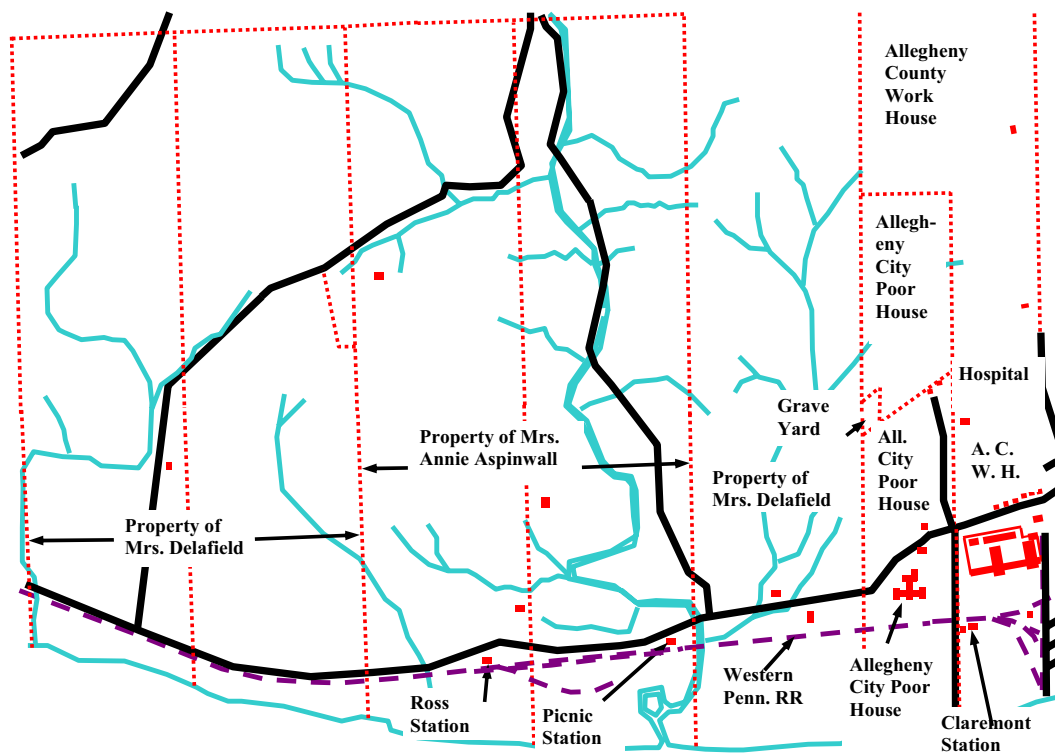 Allegheny
County
Work
House
Allegh-
eny
City
Poor
House
Hospital
Grave
Yard
All.
City
Poor
House
A. C.
W. H.
Property of Mrs.
Annie Aspinwall
Property of
Mrs. Delafield
Property of
Mrs. Delafield
Ross
Station
Picnic
Station
Western
Penn. RR
Allegheny
City Poor
House
Claremont
Station